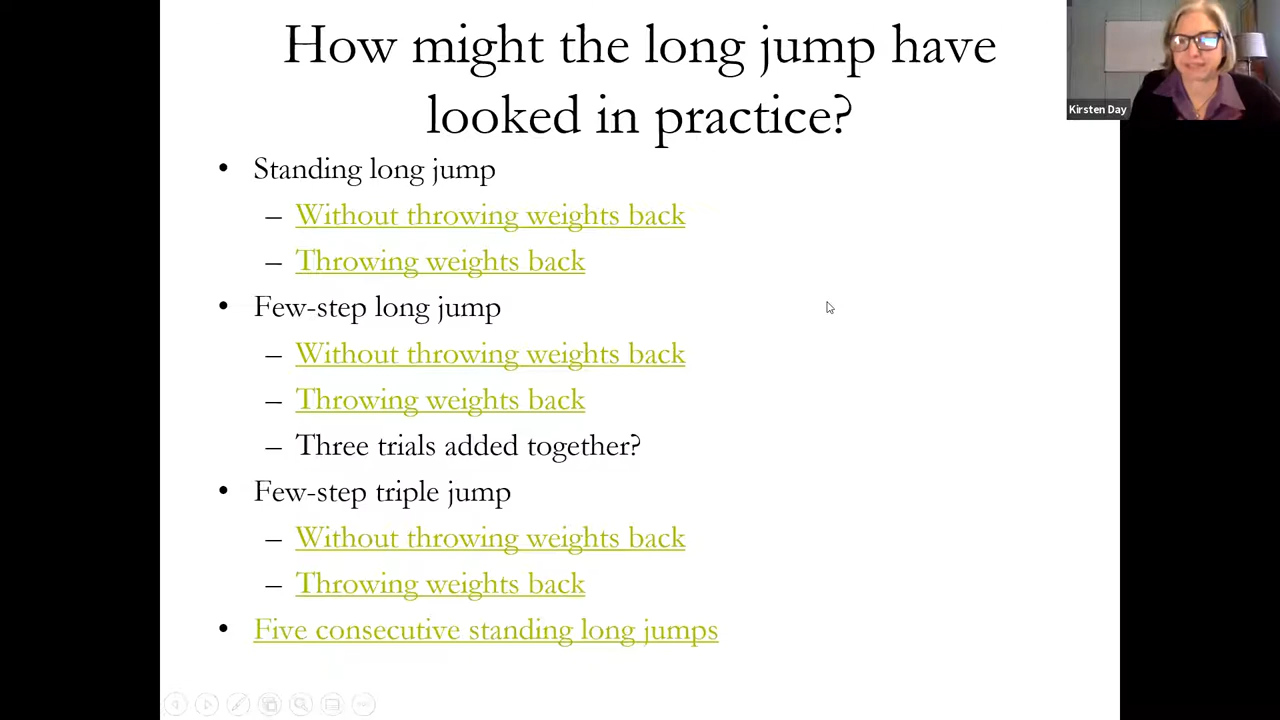 How might the long jump have
looked in practice?
• Standing long jump
– Without throwing weights back
– Throwing weights back
• Few-step long jump
– Without throwing weights back
– Throwing weights back
– Three trials added together?
• Few-step triple jump
– Without throwing weights back
– Throwing weights back
• Five consecutive standing long jumps
Kirsten Day